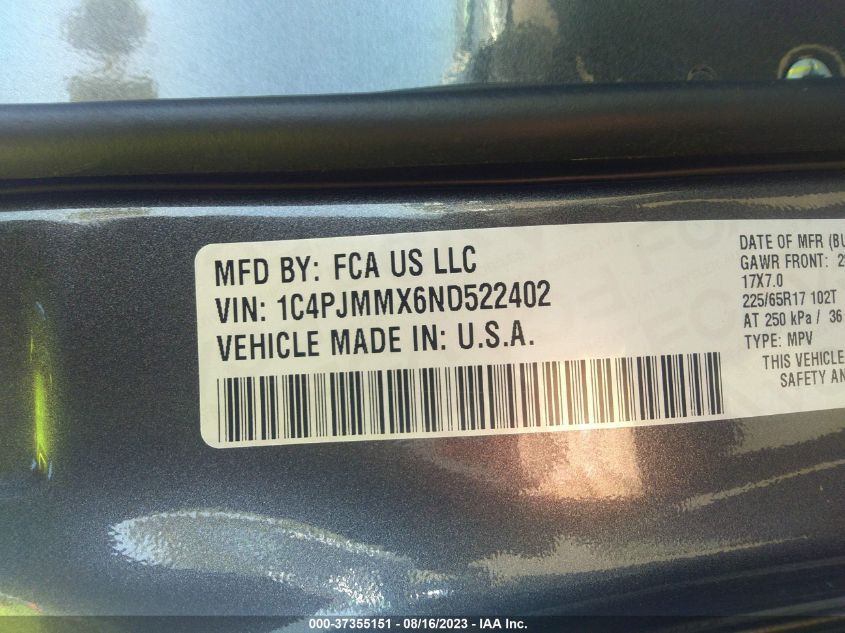 MFD BY: FCA US LLC
VIN: 1C4PJMMX6ND522402
VEHICLE MADE IN: U.S.A.
DATE OF MFR
GAWR FRONT:
17X7.0
225/65R17 102T
AT 250 kPa / 36
TYPE: MPV
THIS VEHICLE
SAFETY
000-37355151 - 08/16/2023 - IAA Inc.